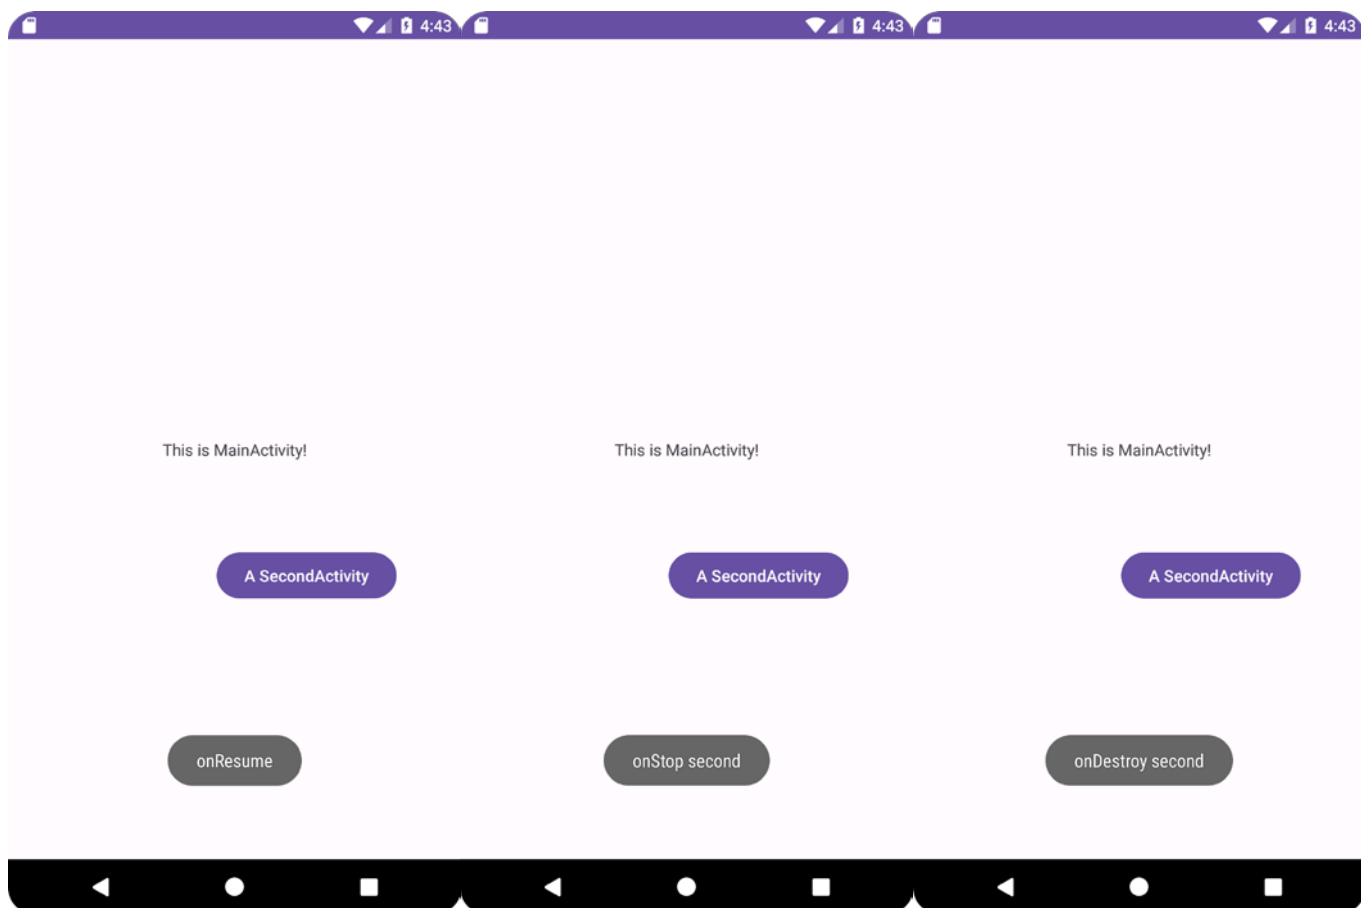 4:43
This is MainActivity!
A SecondActivity
onResume
4:43
This is MainActivity!
A SecondActivity
onStop second
4:43
This is MainActivity!
A SecondActivity
onDestroy second